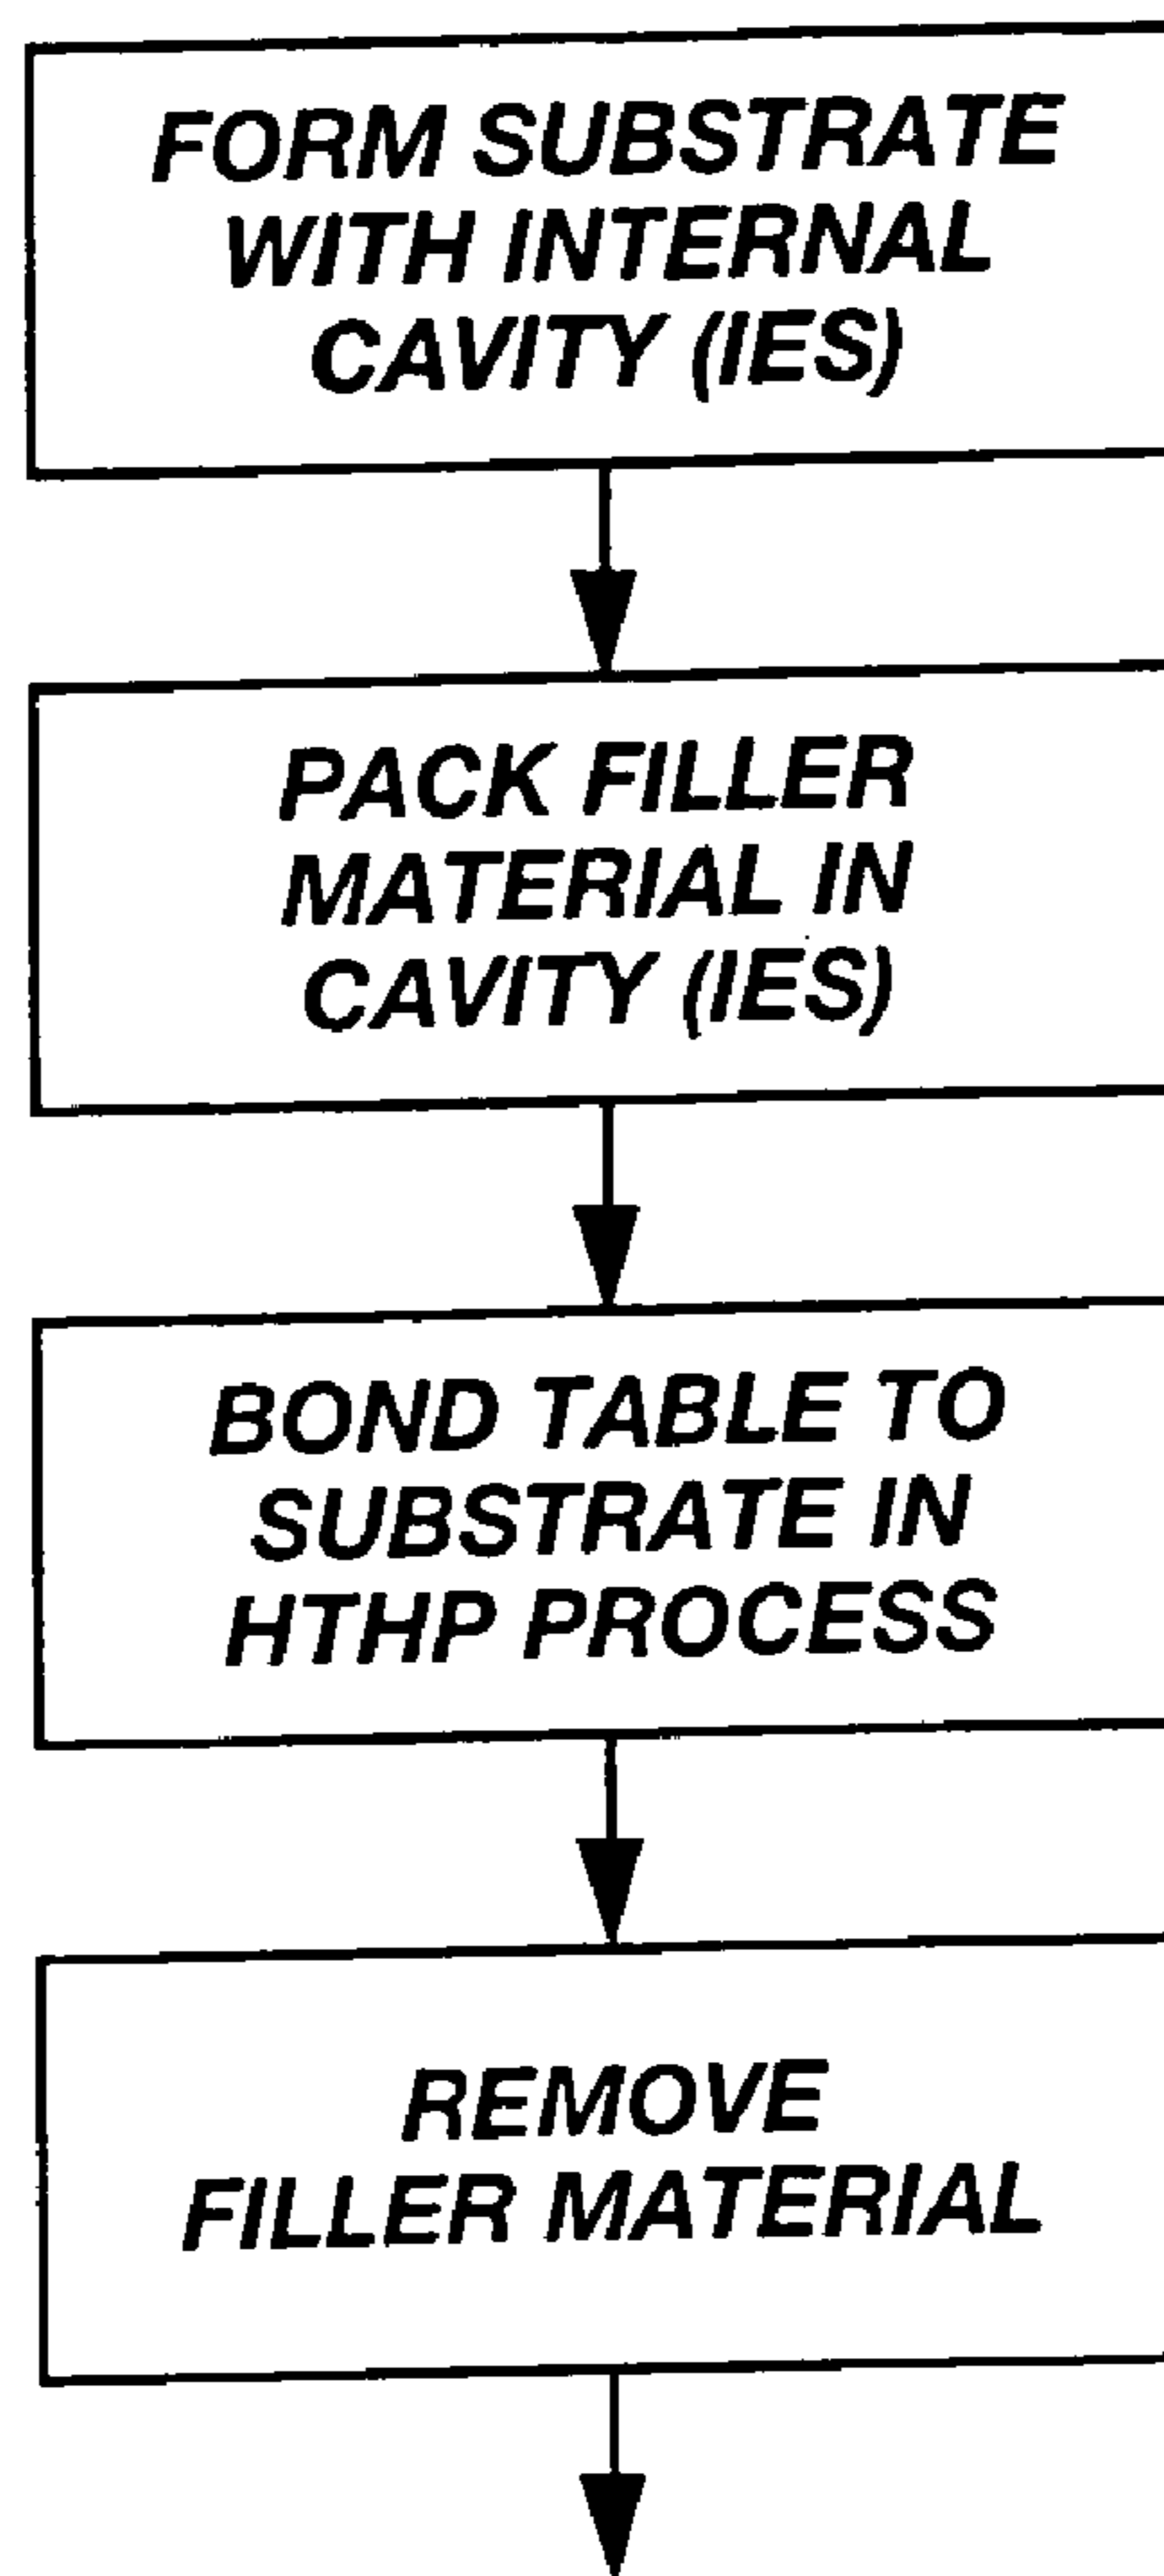 FORM SUBSTRATE
WITH INTERNAL
CAVITY (IES)
PACK FILLER
MATERIAL IN
CAVITY (IES)
BOND TABLE TO
SUBSTRATE IN
HTHP PROCESS
REMOVE
FILLER MATERIAL